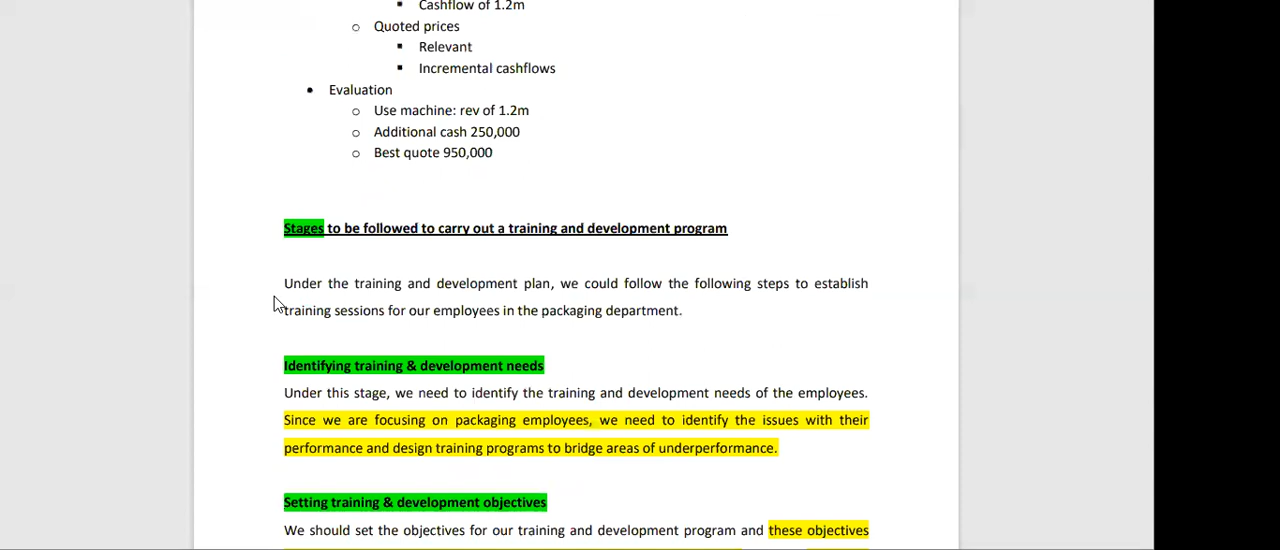 ▪ Cashflow of 1.2m
o Quoted prices
▪ Relevant
▪ Incremental cashflows
• Evaluation
o Use machine: rev of 1.2m
o Additional cash 250,000
o Best quote 950,000
Stages to be followed to carry out a training and development program
Under the training and development plan, we could follow the following steps to establish
training sessions for our employees in the packaging department.
Identifying training & development needs
Under this stage, we need to identify the training and development needs of the employees.
Since we are focusing on packaging employees, we need to identify the issues with their
performance and design training programs to bridge areas of underperformance.
Setting training & development objectives
We should set the objectives for our training and development program and these objectives